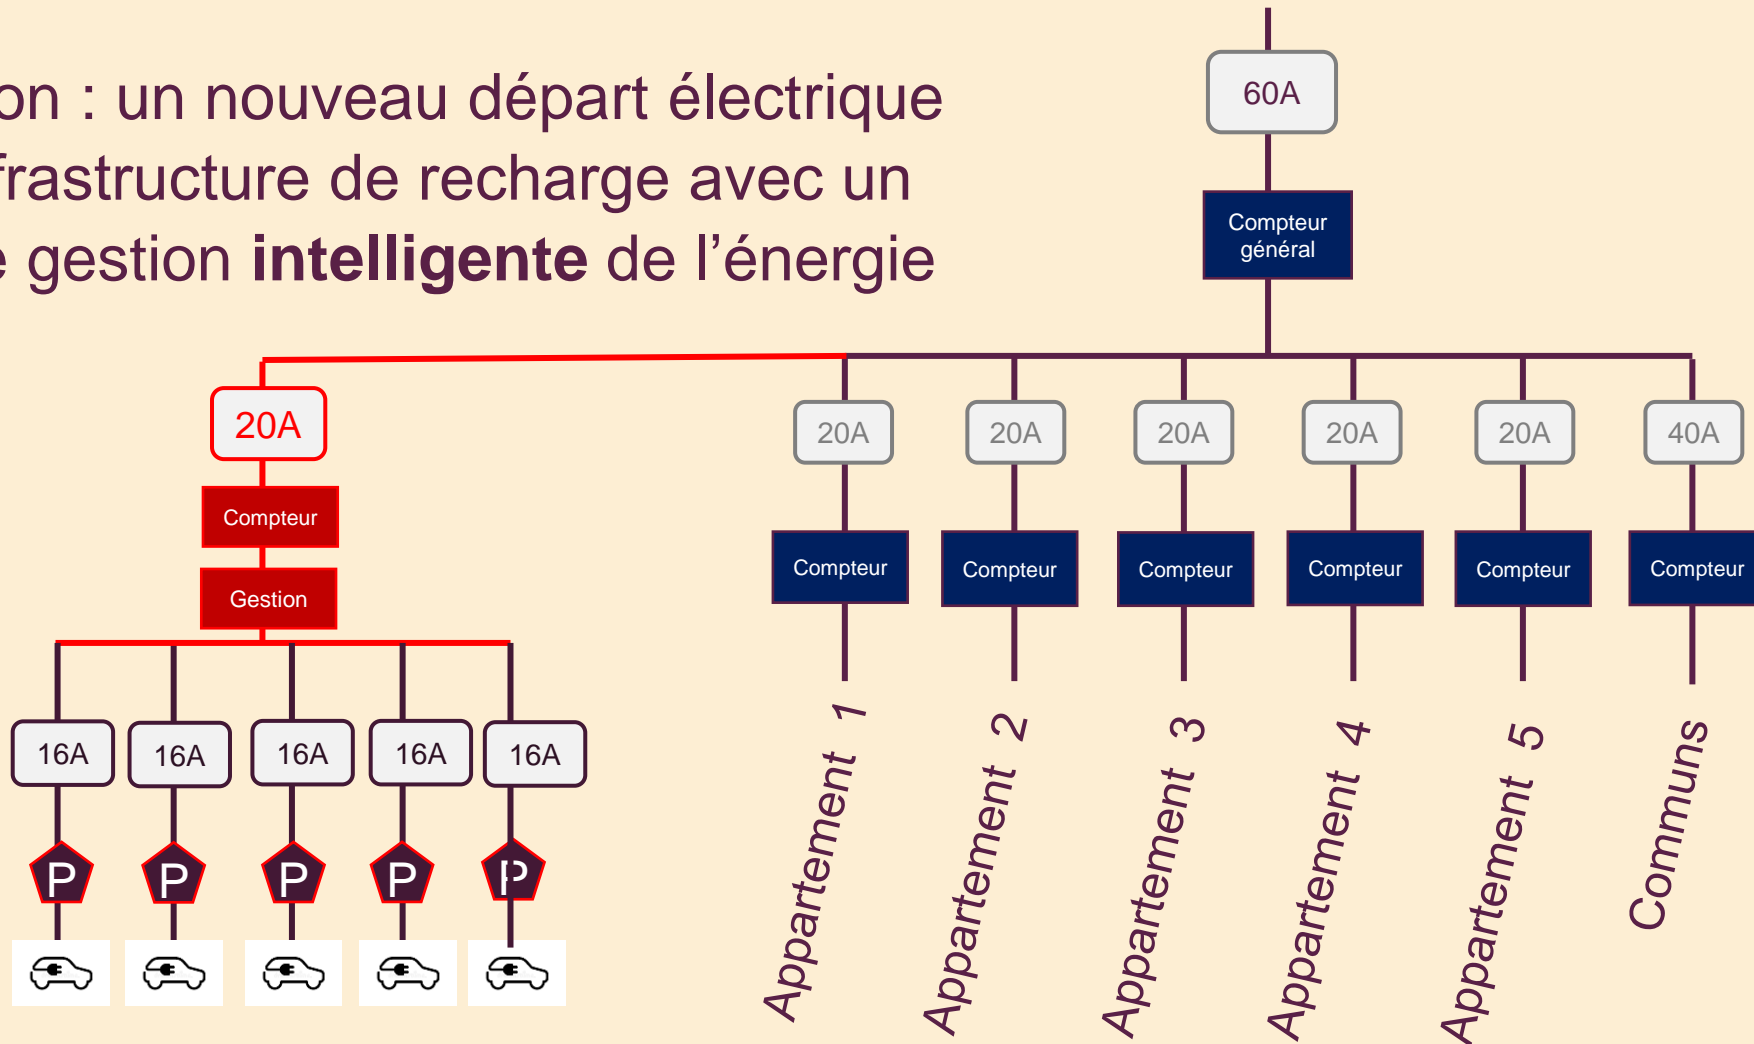 on : un nouveau départ électrique
frastructure de recharge avec un
e gestion intelligente de l’énergie
60A
Compteur
général
20A
Compteur
Gestion
16A
16A
16A
16A
16A
P
P
P
P
P
20A
20A
20A
20A
20A
40A
Compteur
Compteur
Compteur
Compteur
Compteur
Compteur
Appartement 1
Appartement 2
Appartement 3
Appartement 4
Appartement 5
Communs